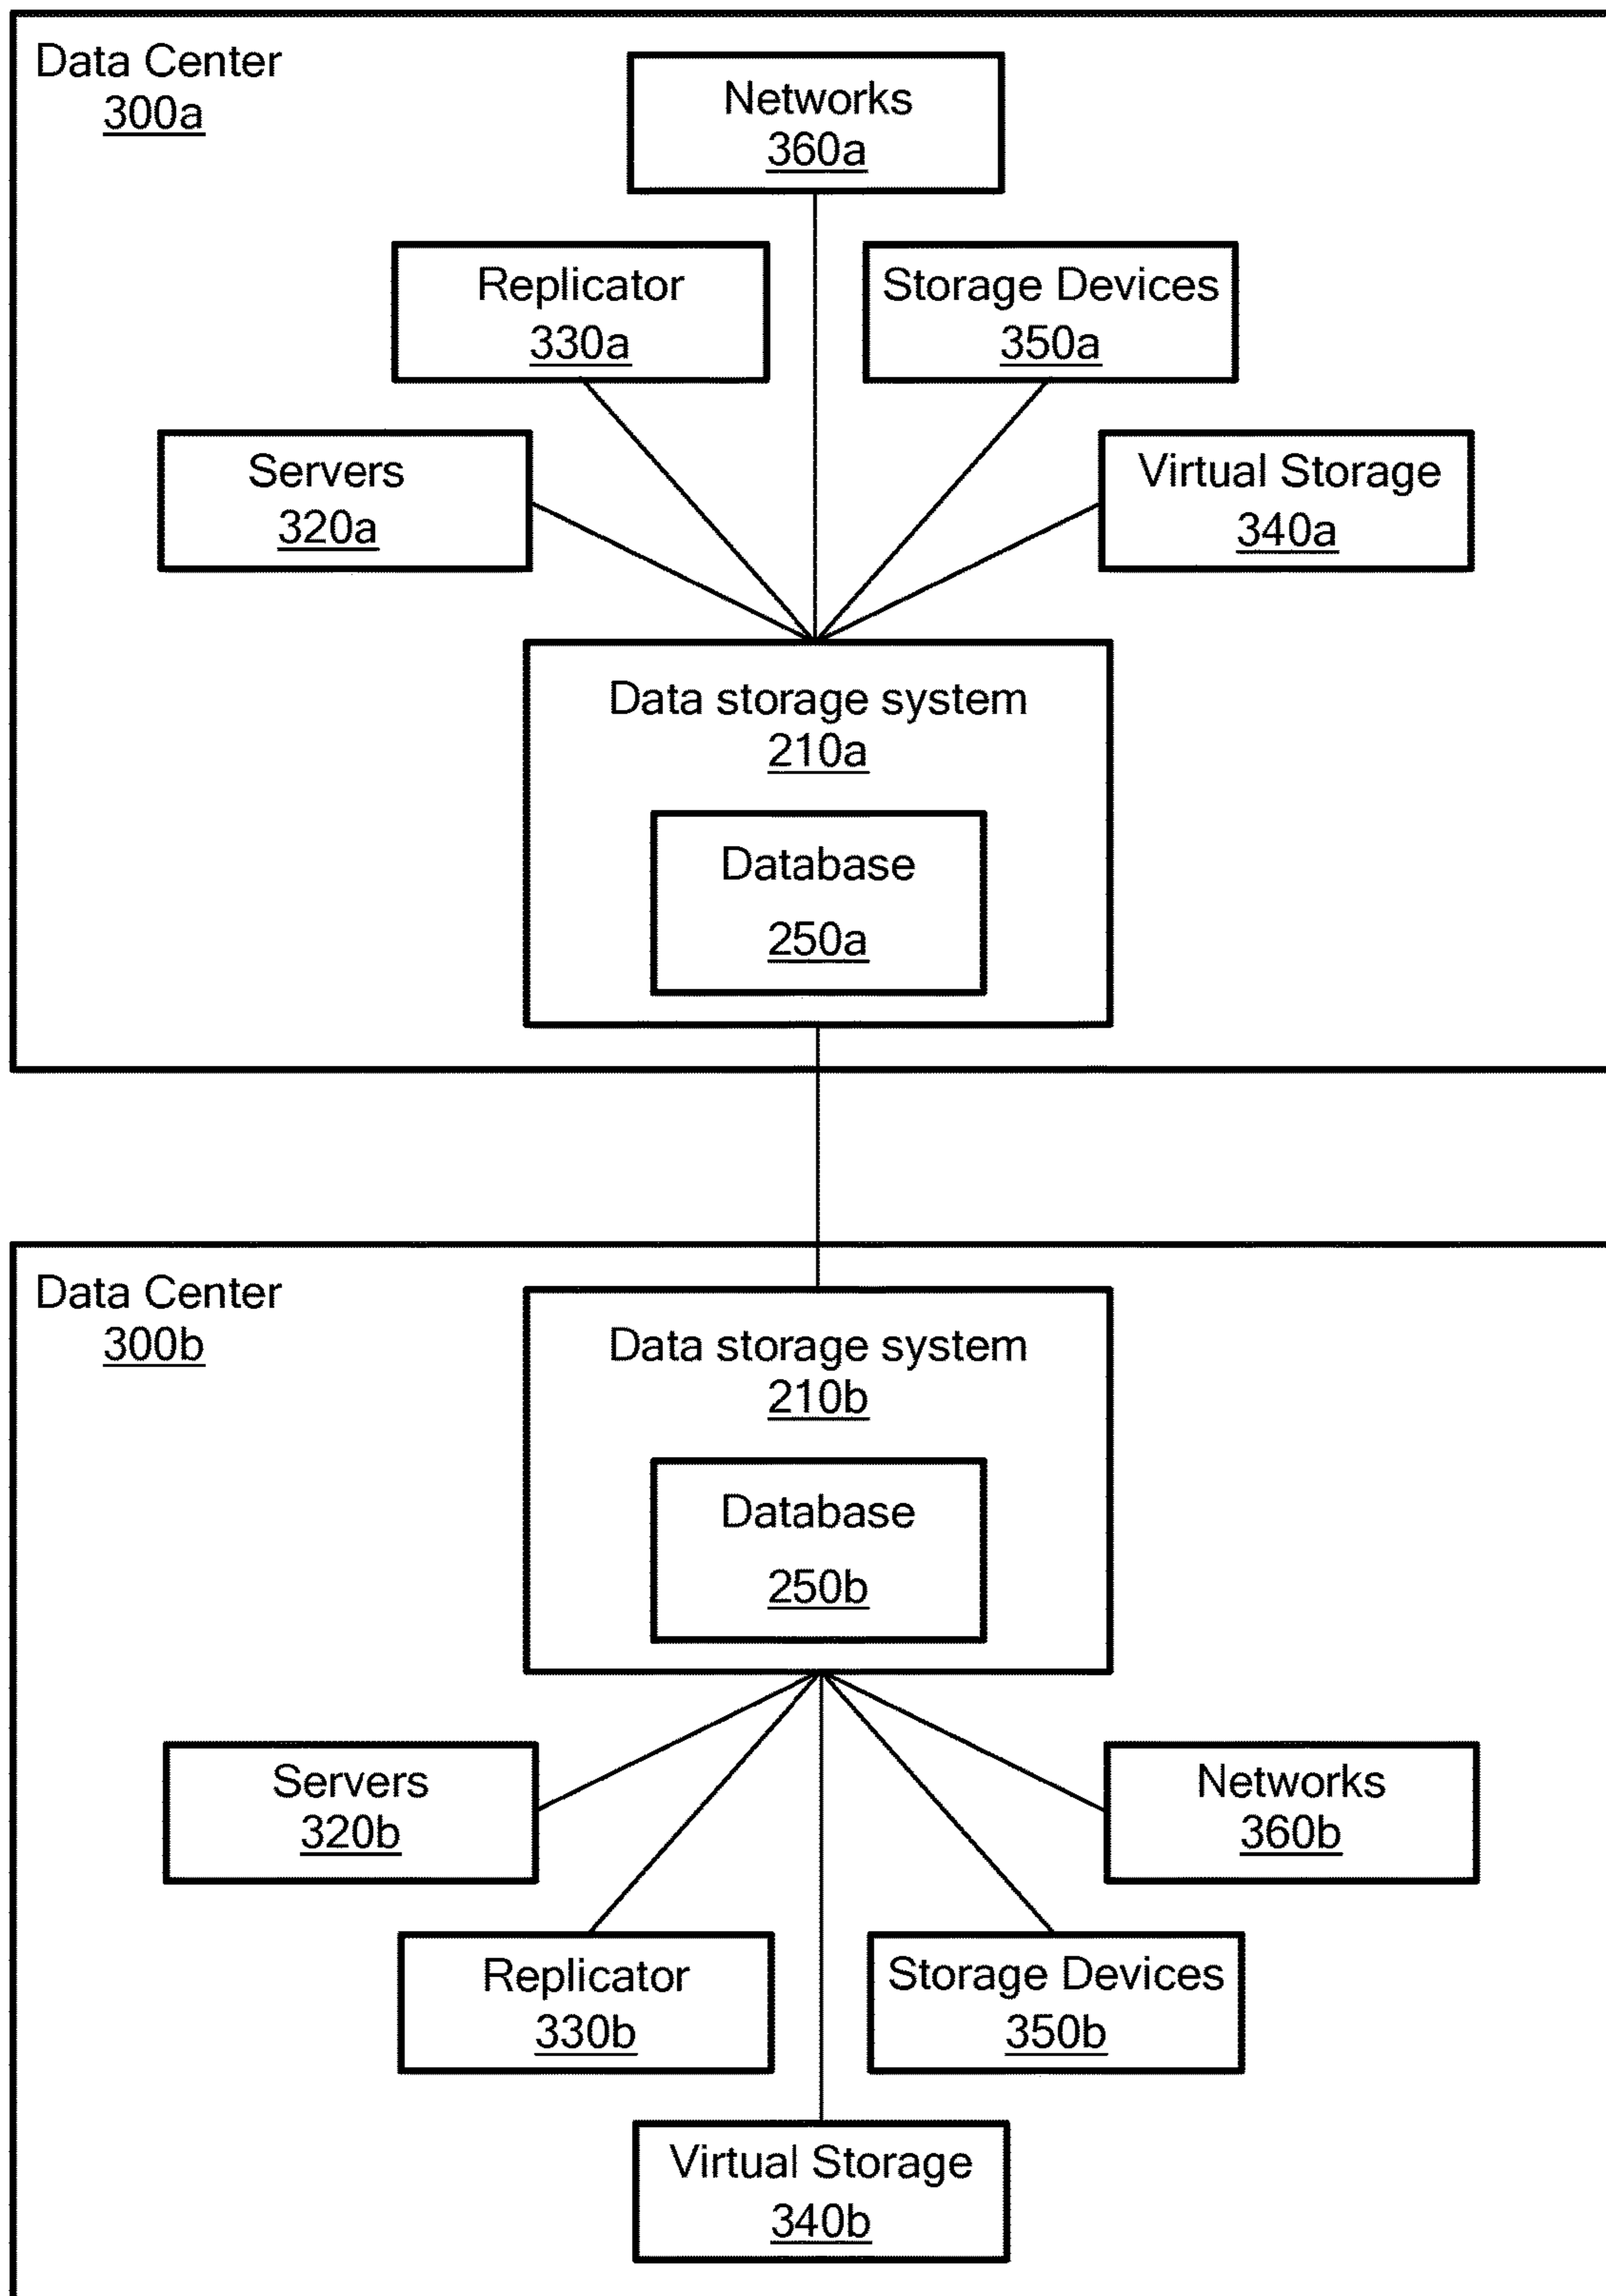 Data Center
300a
Networks
360a
Replicator
330a
Storage Devices
350a
Servers
320a
Virtual Storage
340a
Data storage system
210a
Database
250a
Data Center
300b
Data storage system
210b
Database
250b
Servers
320b
Networks
360b
Replicator
330b
Storage Devices
350b
Virtual Storage
340b